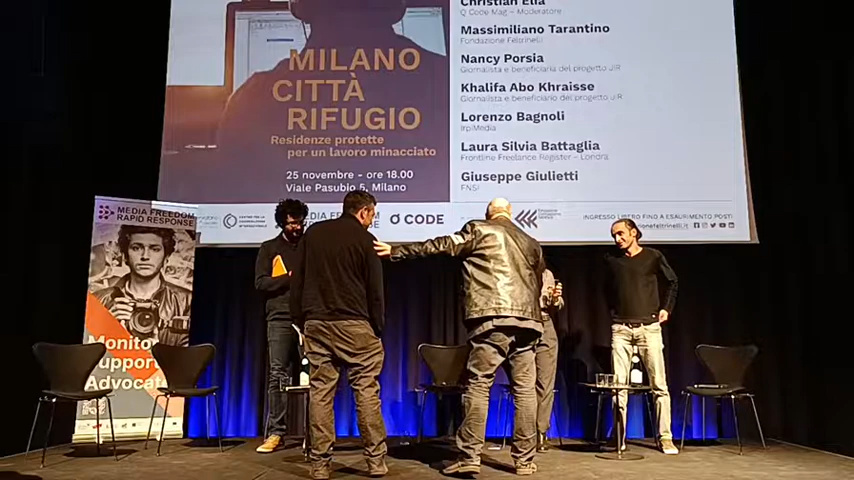 Christian Elia
Q Code Mag – Moderatore
Massimiliano Tarantino
Fondazione Feltrinelli
Nancy Porsia
Giornalista e beneficiaria del progetto JiR
Khalifa Abo Khraisse
Giornalista e beneficiario del progetto JiR
Lorenzo Bagnoli
IrpiMedia
Laura Silvia Battaglia
Frontline Freelance Register – Londra
Giuseppe Giulietti
FNSI
MILANO
CITTÀ
RIFUGIO
Residenze protette
per un lavoro minacciato
25 novembre - ore 18.00
Viale Pasubio 5, Milano
CODE
INGRESSO LIBERO FINO A ESAURIMENTO POSTI
MEDIA FREEDOM
RAPID RESPONSE
Monitor
Support
Advocate